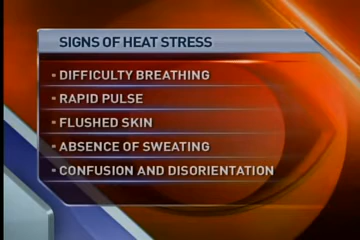 SIGNS OF HEAT STRESS
▪ DIFFICULTY BREATHING
▪ RAPID PULSE
▪ FLUSHED SKIN
▪ ABSENCE OF SWEATING
▪ CONFUSION AND DISORIENTATION